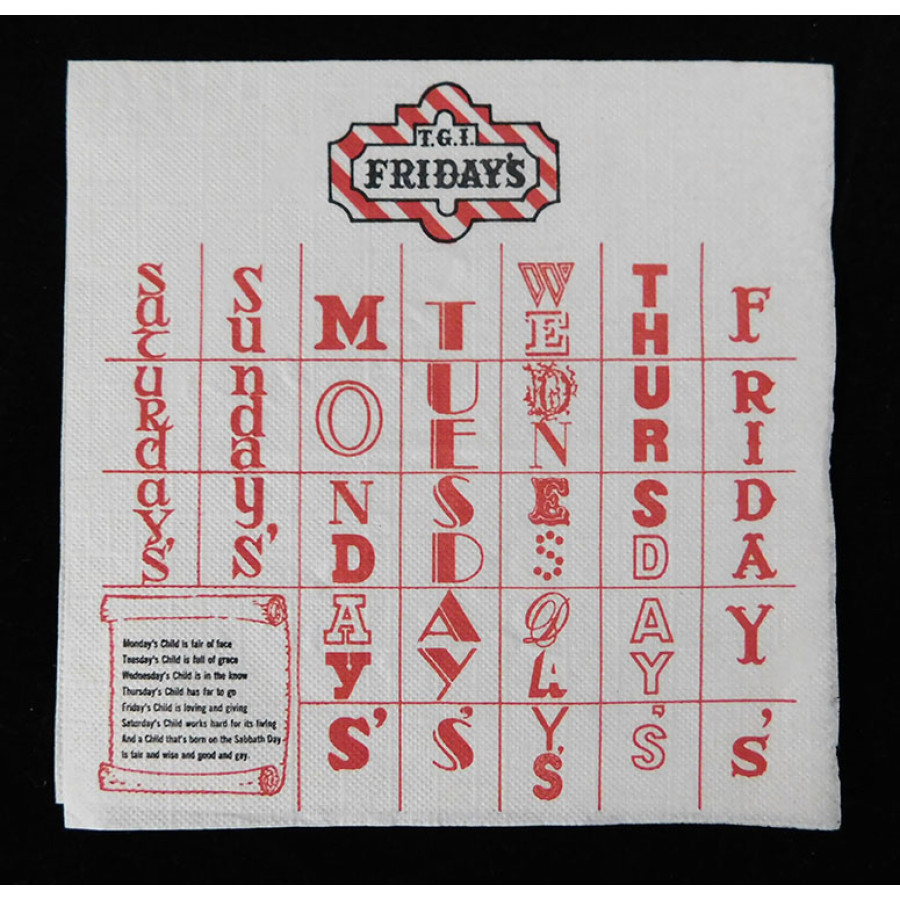 T.G.I.
FRIDAY'S
Saturday's
Sunday's
MONDAY'S'
TUESDAY'S
WEDNESDAY'S
THURSDAY'S
FRIDAY'S
Monday's Child is fair of face
Tuesday's Child is full of grace
Wednesday's Child is in the know
Thursday's Child has far to go
Friday's Child is loving and giving
Saturday's Child works hard for its living
And a Child that's born on the Sabbath Day
Is fair and wise and good and gay.